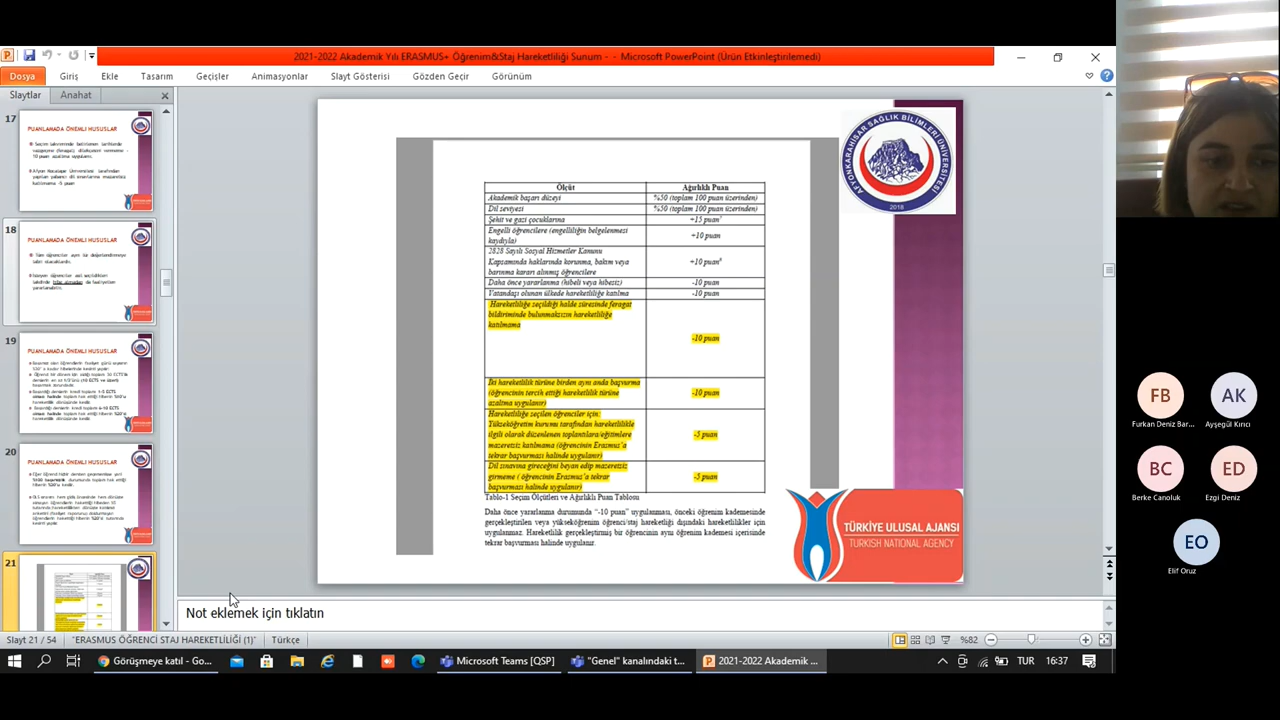 2021-2022 Akademik Yılı ERASMUS+ Öğrenim&Staj Hareketliliği Sunum - - Microsoft PowerPoint (Ürün Etkinleştirilemedi)
Dosya Giriş Ekle Tasarım Geçişler Animasyonlar Slayt Gösterisi Gözden Geçir Görünüm
Slaytlar Anahat
17
PUANLAMADA ÖNEMLİ HUSUSLAR
18
PUANLAMADA ÖNEMLİ HUSUSLAR
19
PUANLAMADA ÖNEMLİ HUSUSLAR
20
PUANLAMADA ÖNEMLİ HUSUSLAR
21
AFYONKARAHİSAR SAĞLIK BİLİMLERİ ÜNİVERSİTESİ
2018
Ölçüt Ağırlıklı Puan
Akademik başarı düzeyi %50 (toplam 100 puan üzerinden)
Dil seviyesi %50 (toplam 100 puan üzerinden)
Şehit ve gazi çocuklarına +15 puan
Engelli öğrencilere (engelliliğin belgelenmesi
kaydıyla) +10 puan
2828 Sayılı Sosyal Hizmetler Kanunu
Kapsamında haklarında korunma, bakım veya
barınma kararı alınmış öğrencilere +10 puan
Daha önce yararlanma (hibeli veya hibesiz) -10 puan
Vatandaşı olunan ülkede hareketliliğe katılma -10 puan
Hareketliliğe seçildiği halde süresinde feragat
bildiriminde bulunmaksızın hareketliliğe
katılmama
-10 puan
İki hareketlilik türüne birden aynı anda başvurma
(öğrencinin tercih ettiği hareketlilik türüne
azaltma uygulanır)
-10 puan
Hareketliliğe seçilen öğrenciler için:
Yükseköğretim kurumu tarafından hareketlilikle
ilgili olarak düzenlenen toplantılara/eğitimlere
mazeretsiz katılmama (öğrencinin Erasmus'a
tekrar başvurması halinde uygulanır)
-5 puan
Dil sınavına gireceğini beyan edip mazeretsiz
girmeme ( öğrencinin Erasmus'a tekrar
başvurması halinde uygulanır)
-5 puan
Tablo-1 Seçim Ölçütleri ve Ağırlıklı Puan Tablosu
Daha önce yararlanma durumunda "-10 puan" uygulanması, önceki öğrenim kademesinde
gerçekleştirilen veya yükseköğrenim öğrenci/staj hareketliliği dışındaki hareketlilikler için
uygulanmaz. Hareketlilik gerçekleştirmiş bir öğrencinin aynı öğrenim kademesi içerisinde
tekrar başvurması halinde uygulanır.
TÜRKİYE ULUSAL AJANSI
TURKISH NATIONAL AGENCY
Not eklemek için tıklatın
Slayt 21 / 54 "ERASMUS ÖĞRENCİ STAJ HAREKETLİLİĞİ (1)" Türkçe %82
Görüşmeye katıl - Go... Microsoft Teams [QSP] "Genel" kanalındaki t... 2021-2022 Akademik ... TUR 16:37
FB AK
Furkan Deniz Bar... Ayşegül Kırıcı
BC ED
Berke Canoluk Ezgi Deniz
EO
Elif Oruz